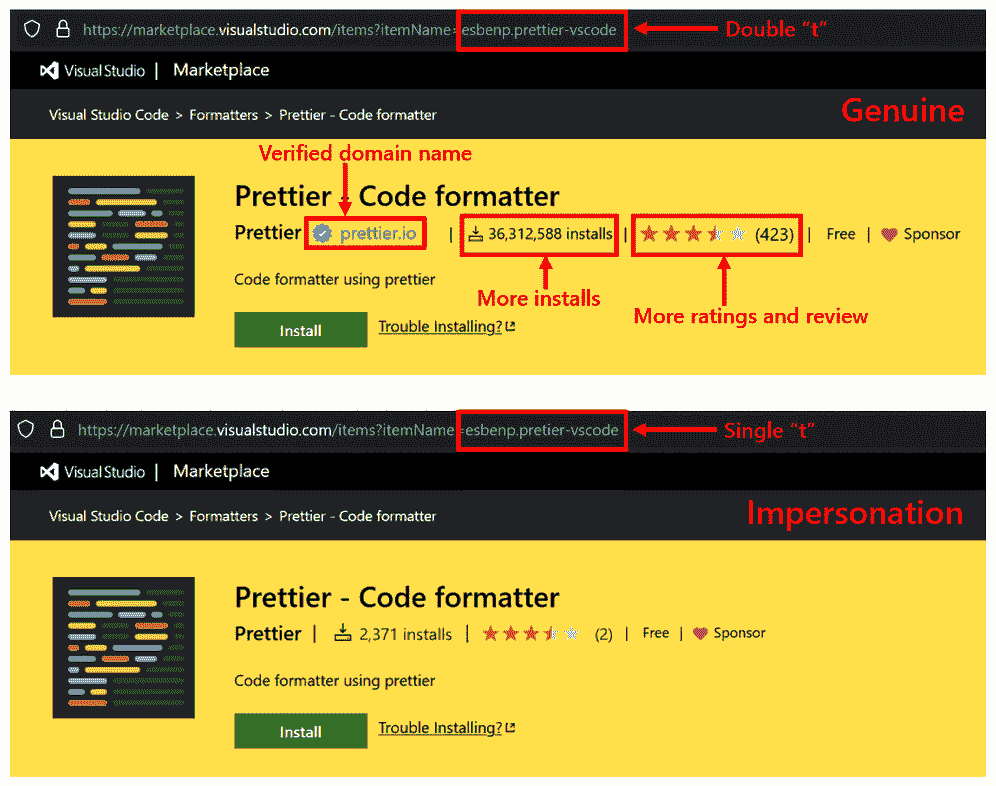 https://marketplace.visualstudio.com/items?itemName=esbenp.prettier-vscode
Double “t”
Visual Studio | Marketplace
Visual Studio Code > Formatters > Prettier - Code formatter
Genuine
Verified domain name
Prettier - Code formatter
Prettier prettier.io | 36,312,588 installs | (423) | Free | Sponsor
Code formatter using prettier
More installs
More ratings and review
Install Trouble Installing?
https://marketplace.visualstudio.com/items?itemName=esbenp.pretier-vscode
Single “t”
Visual Studio | Marketplace
Visual Studio Code > Formatters > Prettier - Code formatter
Impersonation
Prettier - Code formatter
Prettier | 2,371 installs | (2) | Free | Sponsor
Code formatter using prettier
Install Trouble Installing?